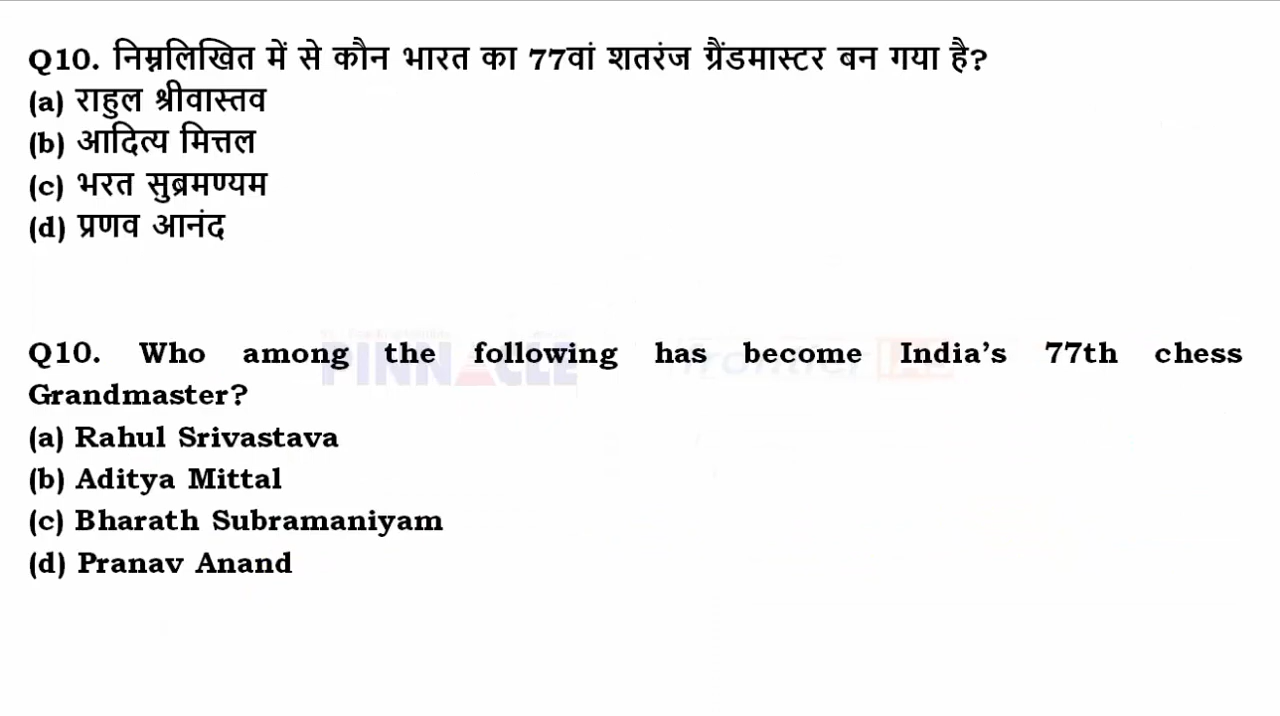 Q10. निम्नलिखित में से कौन भारत का 77वां शतरंज ग्रैंडमास्टर बन गया है?
(a) राहुल श्रीवास्तव
(b) आदित्य मित्तल
(c) भरत सुब्रमण्यम
(d) प्रणव आनंद
PINNACLE
Q10. Who among the following has become India’s 77th chess
Grandmaster?
(a) Rahul Srivastava
(b) Aditya Mittal
(c) Bharath Subramaniyam
(d) Pranav Anand